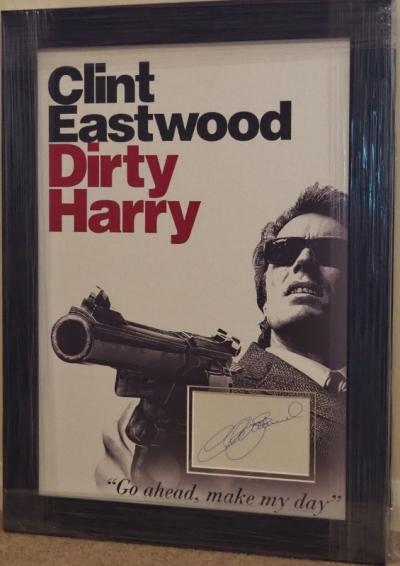 Clint
Eastwood
Dirty
Harry
"Go ahead, make my day"